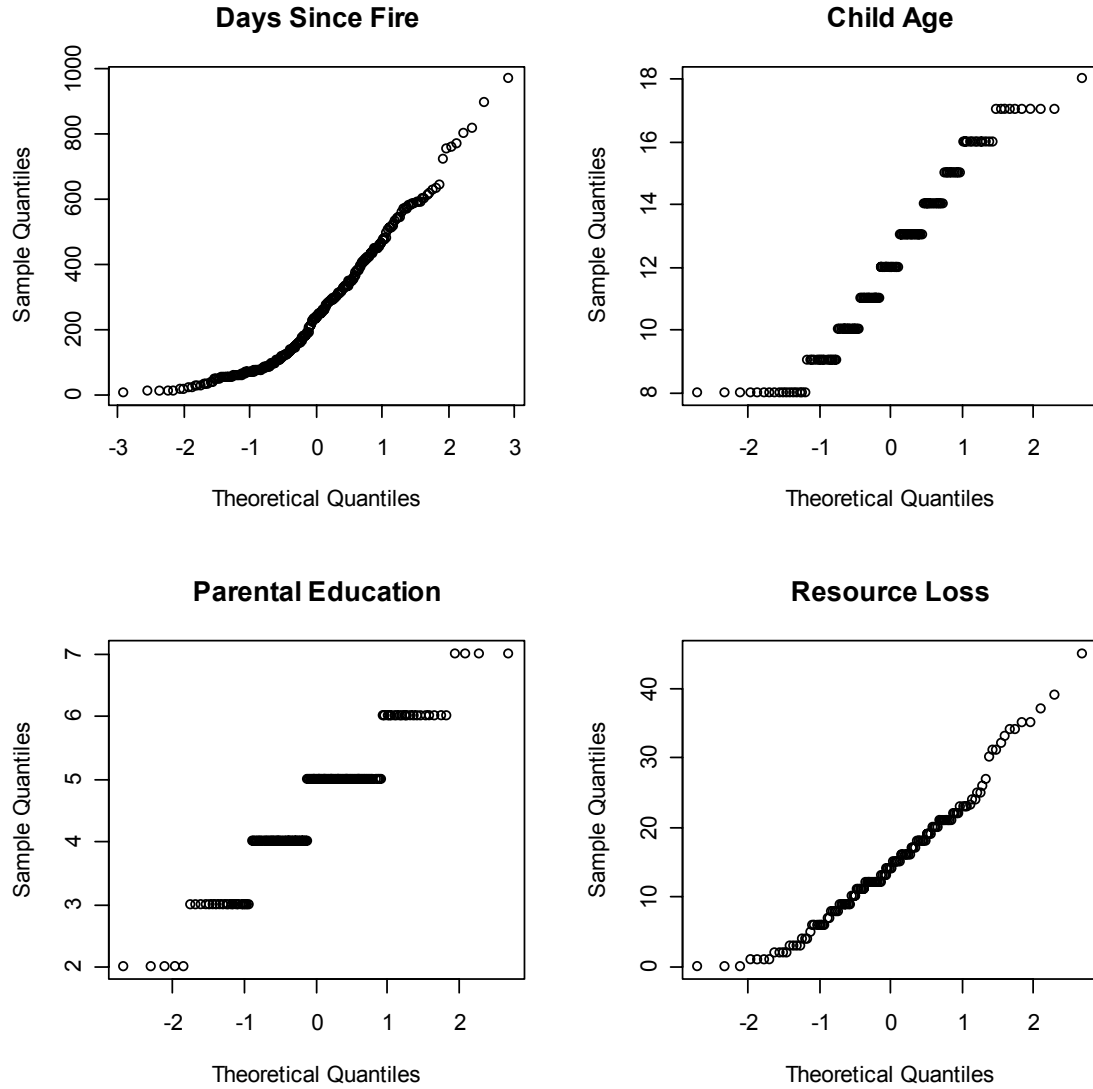 Days Since Fire
Sample Quantiles
0 200 400 600 800 1000
-3 -2 -1 0 1 2 3
Theoretical Quantiles
Child Age
Sample Quantiles
8 10 12 14 16 18
-2 -1 0 1 2
Theoretical Quantiles
Parental Education
Sample Quantiles
2 3 4 5 6 7
-2 -1 0 1 2
Theoretical Quantiles
Resource Loss
Sample Quantiles
0 10 20 30 40
-2 -1 0 1 2
Theoretical Quantiles